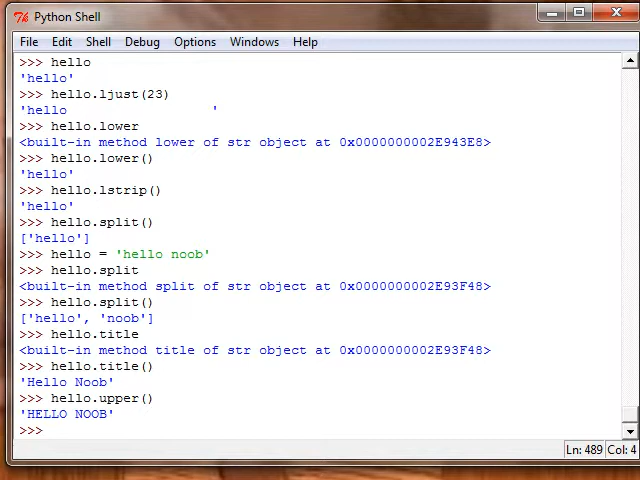 Python Shell
File Edit Shell Debug Options Windows Help
>>> hello
'hello'
>>> hello.ljust(23)
'hello                  '
>>> hello.lower
<built-in method lower of str object at 0x0000000002E943E8>
>>> hello.lower()
'hello'
>>> hello.lstrip()
'hello'
>>> hello.split()
['hello']
>>> hello = 'hello noob'
>>> hello.split
<built-in method split of str object at 0x0000000002E93F48>
>>> hello.split()
['hello', 'noob']
>>> hello.title
<built-in method title of str object at 0x0000000002E93F48>
>>> hello.title()
'Hello Noob'
>>> hello.upper()
'HELLO NOOB'
>>>
Ln: 489 Col: 4